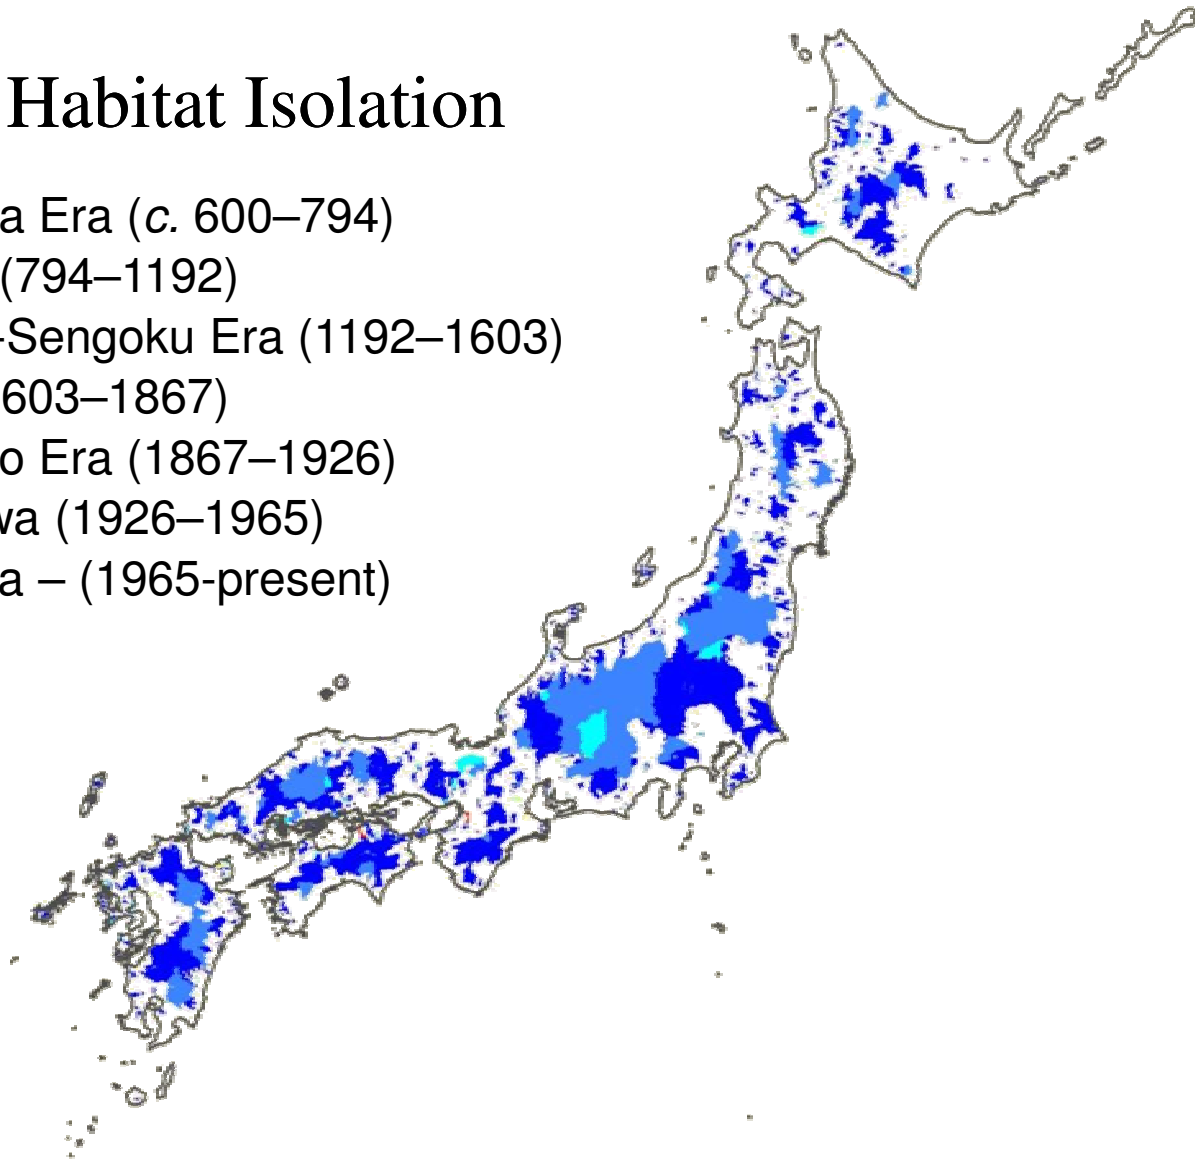 Habitat Isolation
a Era (c. 600–794)
(794–1192)
-Sengoku Era (1192–1603)
603–1867)
o Era (1867–1926)
wa (1926–1965)
a – (1965-present)